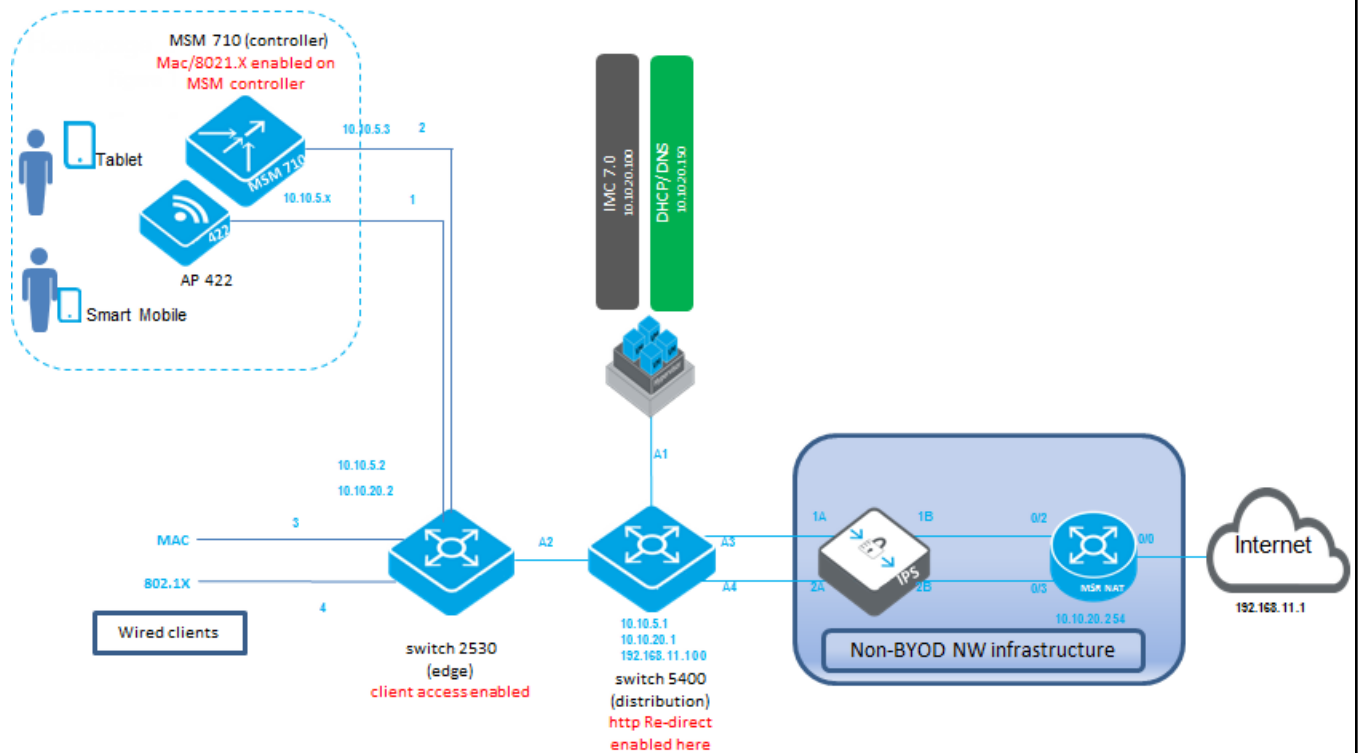 MSM 710 (controller)
Mac/8021.X enabled on
MSM controller
Tablet
MSM 710
10.10.5.3
2
10.10.5.x
1
422
AP 422
Smart Mobile
IMC 7.0
10.10.20.100
DHCP/DNS
10.10.20.150
A1
10.10.5.2
10.10.20.2
3
MAC
802.1X
4
Wired clients
switch 2530
(edge)
client access enabled
A2
A3
A4
10.10.5.1
10.10.20.1
192.168.11.100
switch 5400
(distribution)
http Re-direct
enabled here
1A
1B
2A
2B
IPS
0/2
0/3
0/0
MSR NAT
10.10.20.254
Non-BYOD NW infrastructure
Internet
192.168.11.1